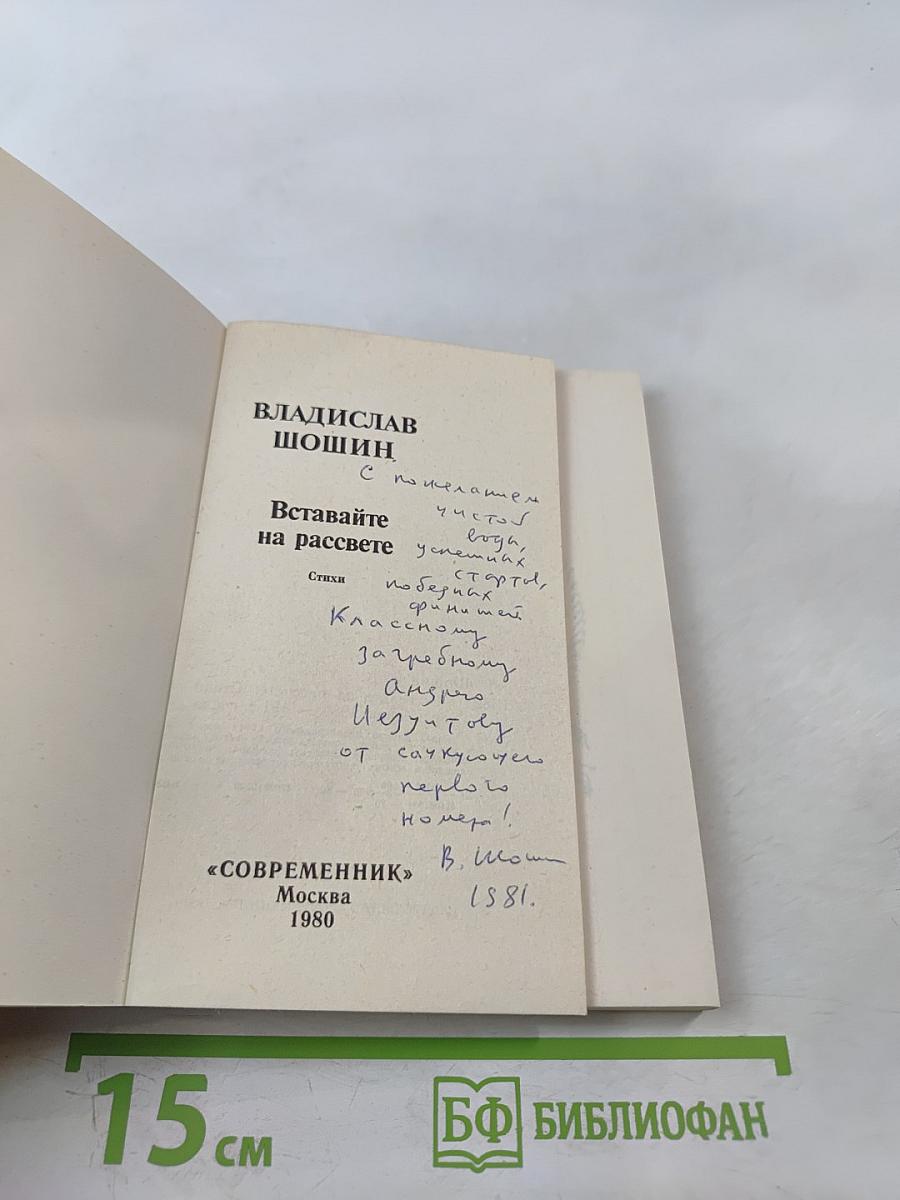 ВЛАДИСЛАВ
ШОШИН
С пожеланием
чистой
воды,
Вставайте
на рассвете
успешных
стартов,
Стихи
победных
финишей
Классному
загребному
Андрею
Иезуитову
от сачкующего
первого
номера!
В. Шошин
1981.
«СОВРЕМЕННИК»
Москва
1980
15 см
БФ БИБЛИОФАН